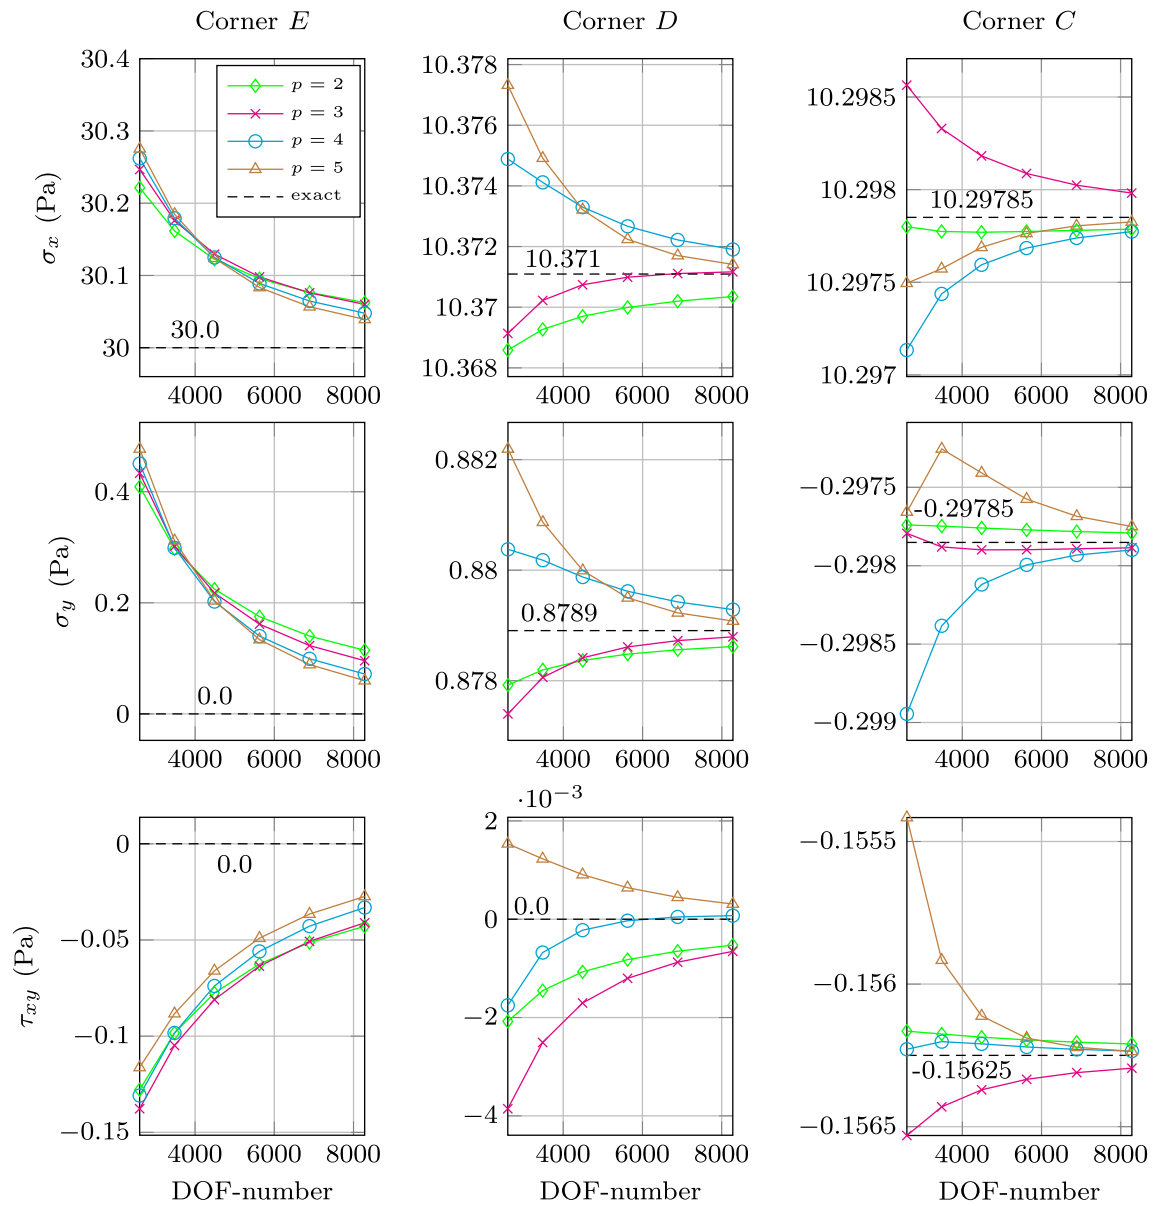 Corner E
Corner D
Corner C
σx (Pa)
30.4
30.3
30.2
30.1
30
p = 2
p = 3
p = 4
p = 5
exact
30.0
4000 6000 8000
10.378
10.376
10.374
10.372
10.37
10.368
10.371
4000 6000 8000
10.2985
10.298
10.2975
10.297
10.29785
4000 6000 8000
σy (Pa)
0.4
0.2
0
0.0
4000 6000 8000
0.882
0.88
0.878
0.8789
4000 6000 8000
−0.2975
−0.298
−0.2985
−0.299
-0.29785
4000 6000 8000
τxy (Pa)
0
−0.05
−0.1
−0.15
0.0
4000 6000 8000
DOF-number
·10−3
2
0
−2
−4
0.0
4000 6000 8000
DOF-number
−0.1555
−0.156
−0.1565
-0.15625
4000 6000 8000
DOF-number